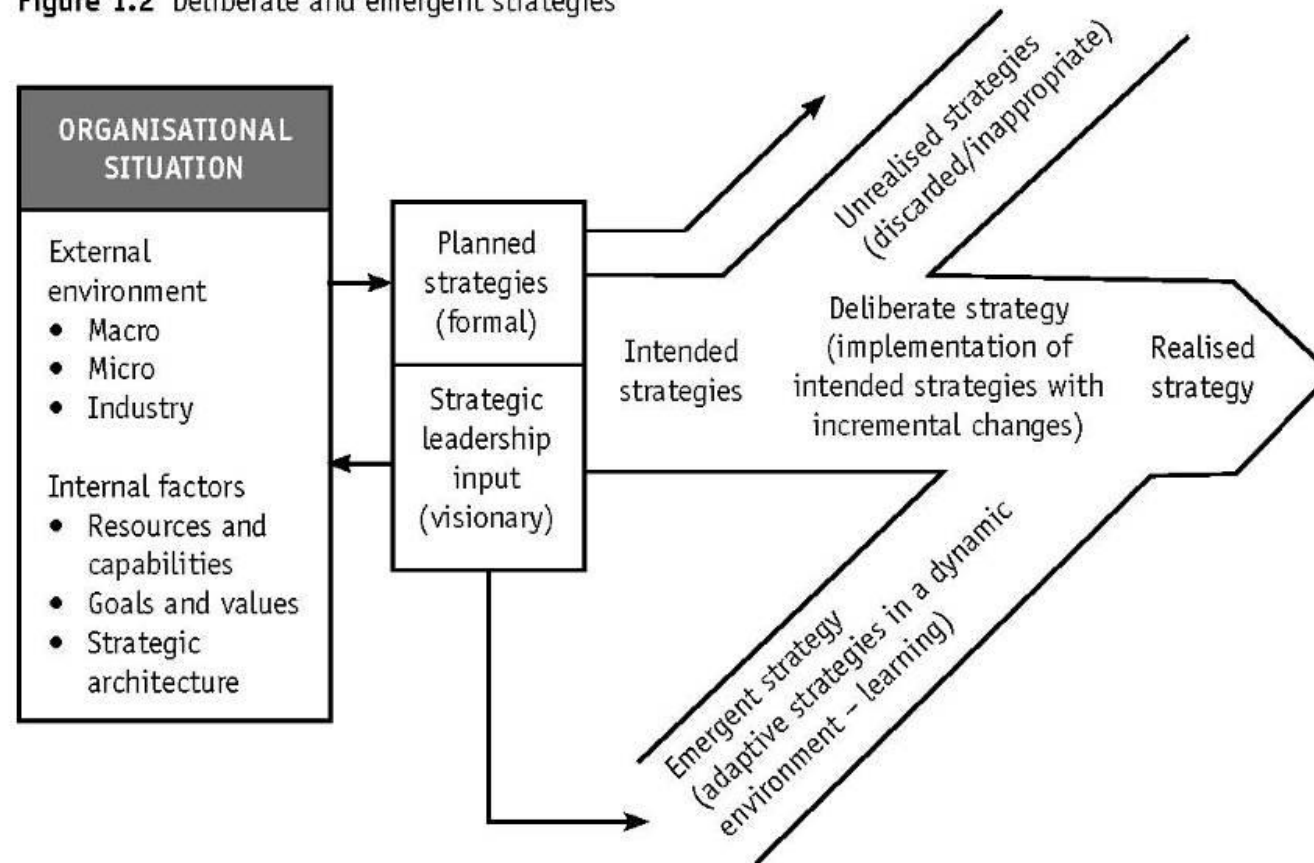 Figure 1.2 Deliberate and emergent strategies
ORGANISATIONAL
SITUATION
External
environment
• Macro
• Micro
• Industry
Internal factors
• Resources and
capabilities
• Goals and values
• Strategic
architecture
Planned
strategies
(formal)
Strategic
leadership
input
(visionary)
Intended
strategies
Unrealised strategies
(discarded/inappropriate)
Deliberate strategy
(implementation of
intended strategies with
incremental changes)
Realised
strategy
Emergent strategy
(adaptive strategies in a dynamic
environment – learning)